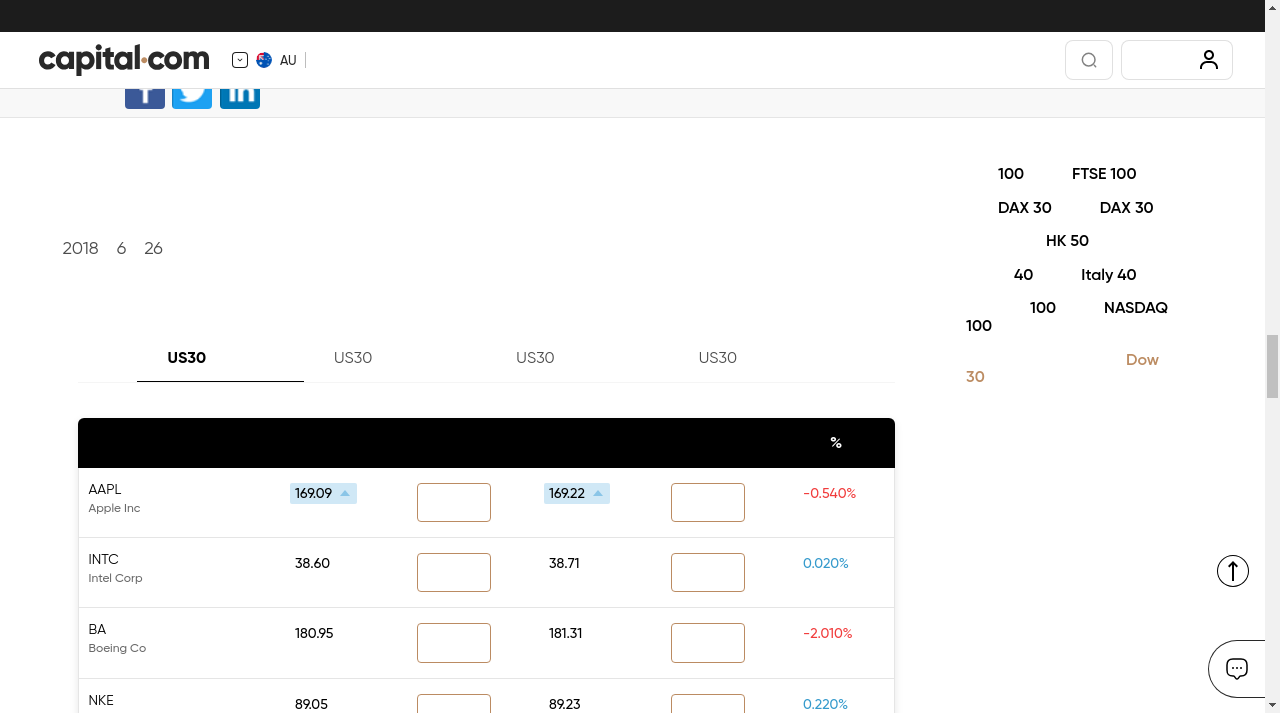 capital.com
AU
100 FTSE 100
DAX 30 DAX 30
HK 50
2018 6 26
40 Italy 40
100 NASDAQ
100
Dow
30
US30 US30 US30 US30
%
AAPL 169.09 169.22 -0.540%
Apple Inc
INTC 38.60 38.71 0.020%
Intel Corp
BA 180.95 181.31 -2.010%
Boeing Co
NKE 89.05 89.23 0.220%